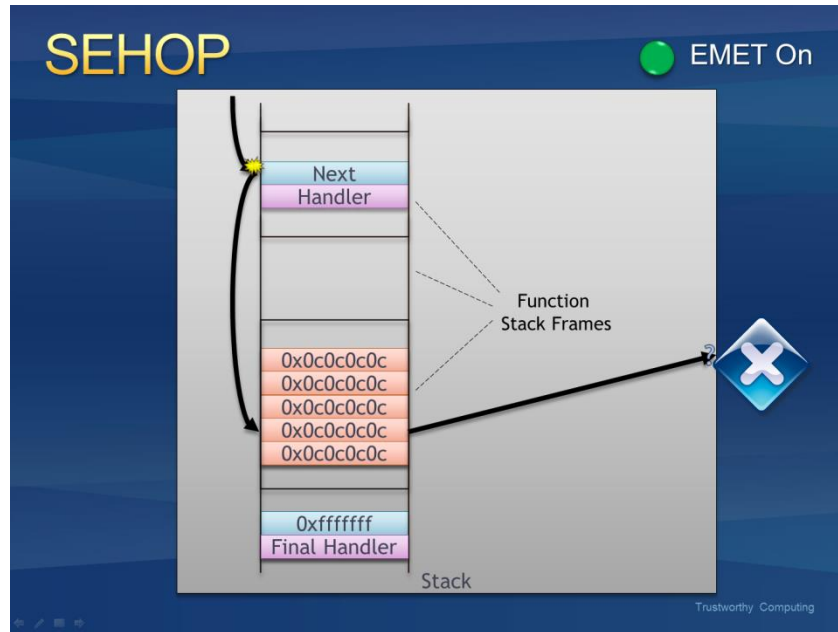 SEHOP
EMET On
Next
Handler
Function
Stack Frames
?
0x0c0c0c0c
0x0c0c0c0c
0x0c0c0c0c
0x0c0c0c0c
0x0c0c0c0c
0xfffffff
Final Handler
Stack
Trustworthy Computing